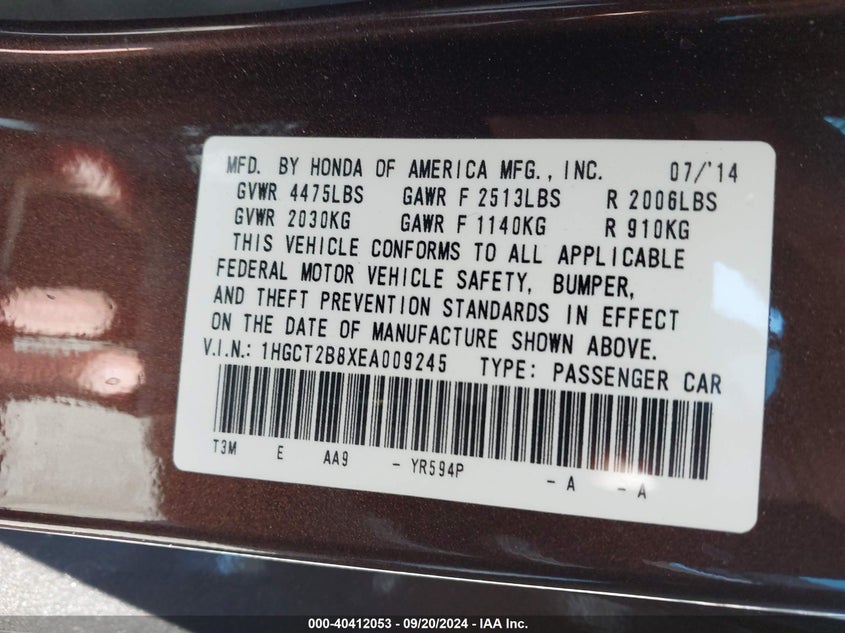 MFD. BY HONDA OF AMERICA MFG., INC. 07/'14
GVWR 4475LBS GAWR F 2513LBS R 2006LBS
GVWR 2030KG GAWR F 1140KG R 910KG
THIS VEHICLE CONFORMS TO ALL APPLICABLE
FEDERAL MOTOR VEHICLE SAFETY, BUMPER,
AND THEFT PREVENTION STANDARDS IN EFFECT
ON THE DATE OF MANUFACTURE SHOWN ABOVE.
V.I.N.: 1HGCT2B8XEA009245 TYPE: PASSENGER CAR
T3M E AA9 - YR594P - A - A
000-40412053 - 09/20/2024 - IAA Inc.